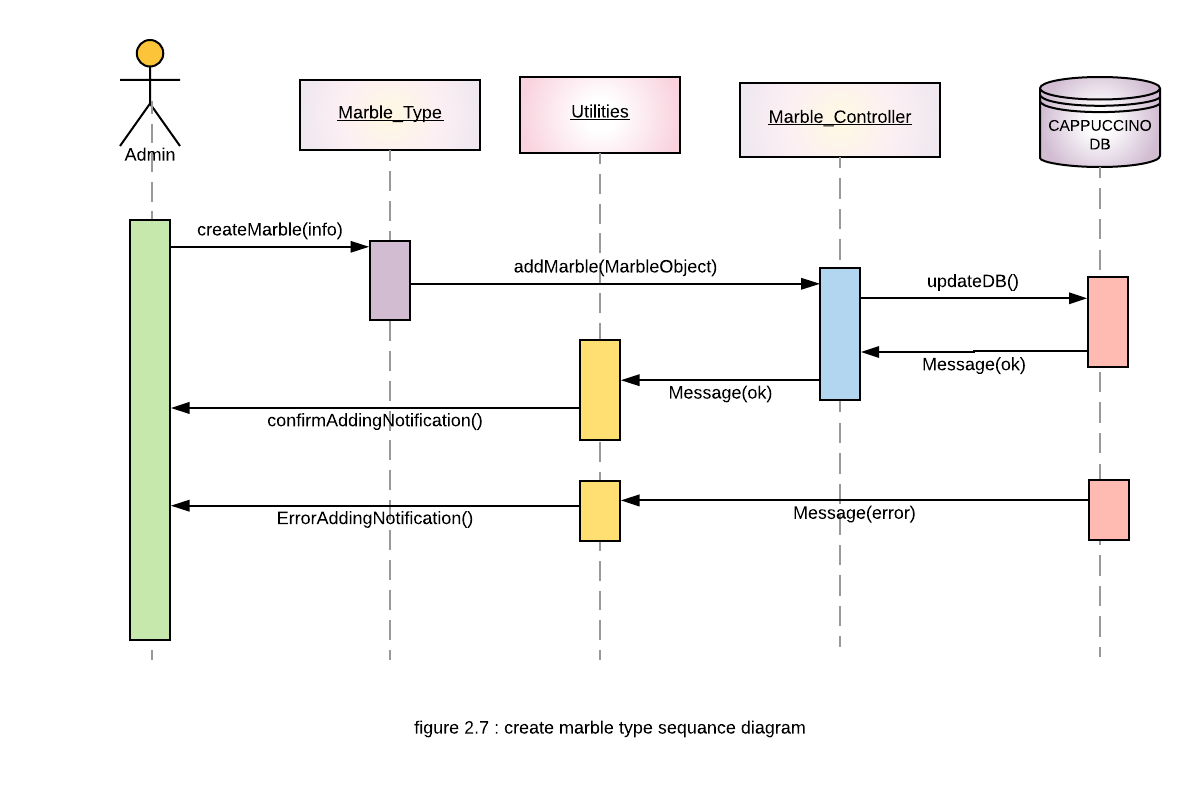 Admin
Marble_Type
Utilities
Marble_Controller
CAPPUCCINO
DB
createMarble(info)
addMarble(MarbleObject)
updateDB()
Message(ok)
Message(ok)
confirmAddingNotification()
Message(error)
ErrorAddingNotification()
figure 2.7 : create marble type sequance diagram